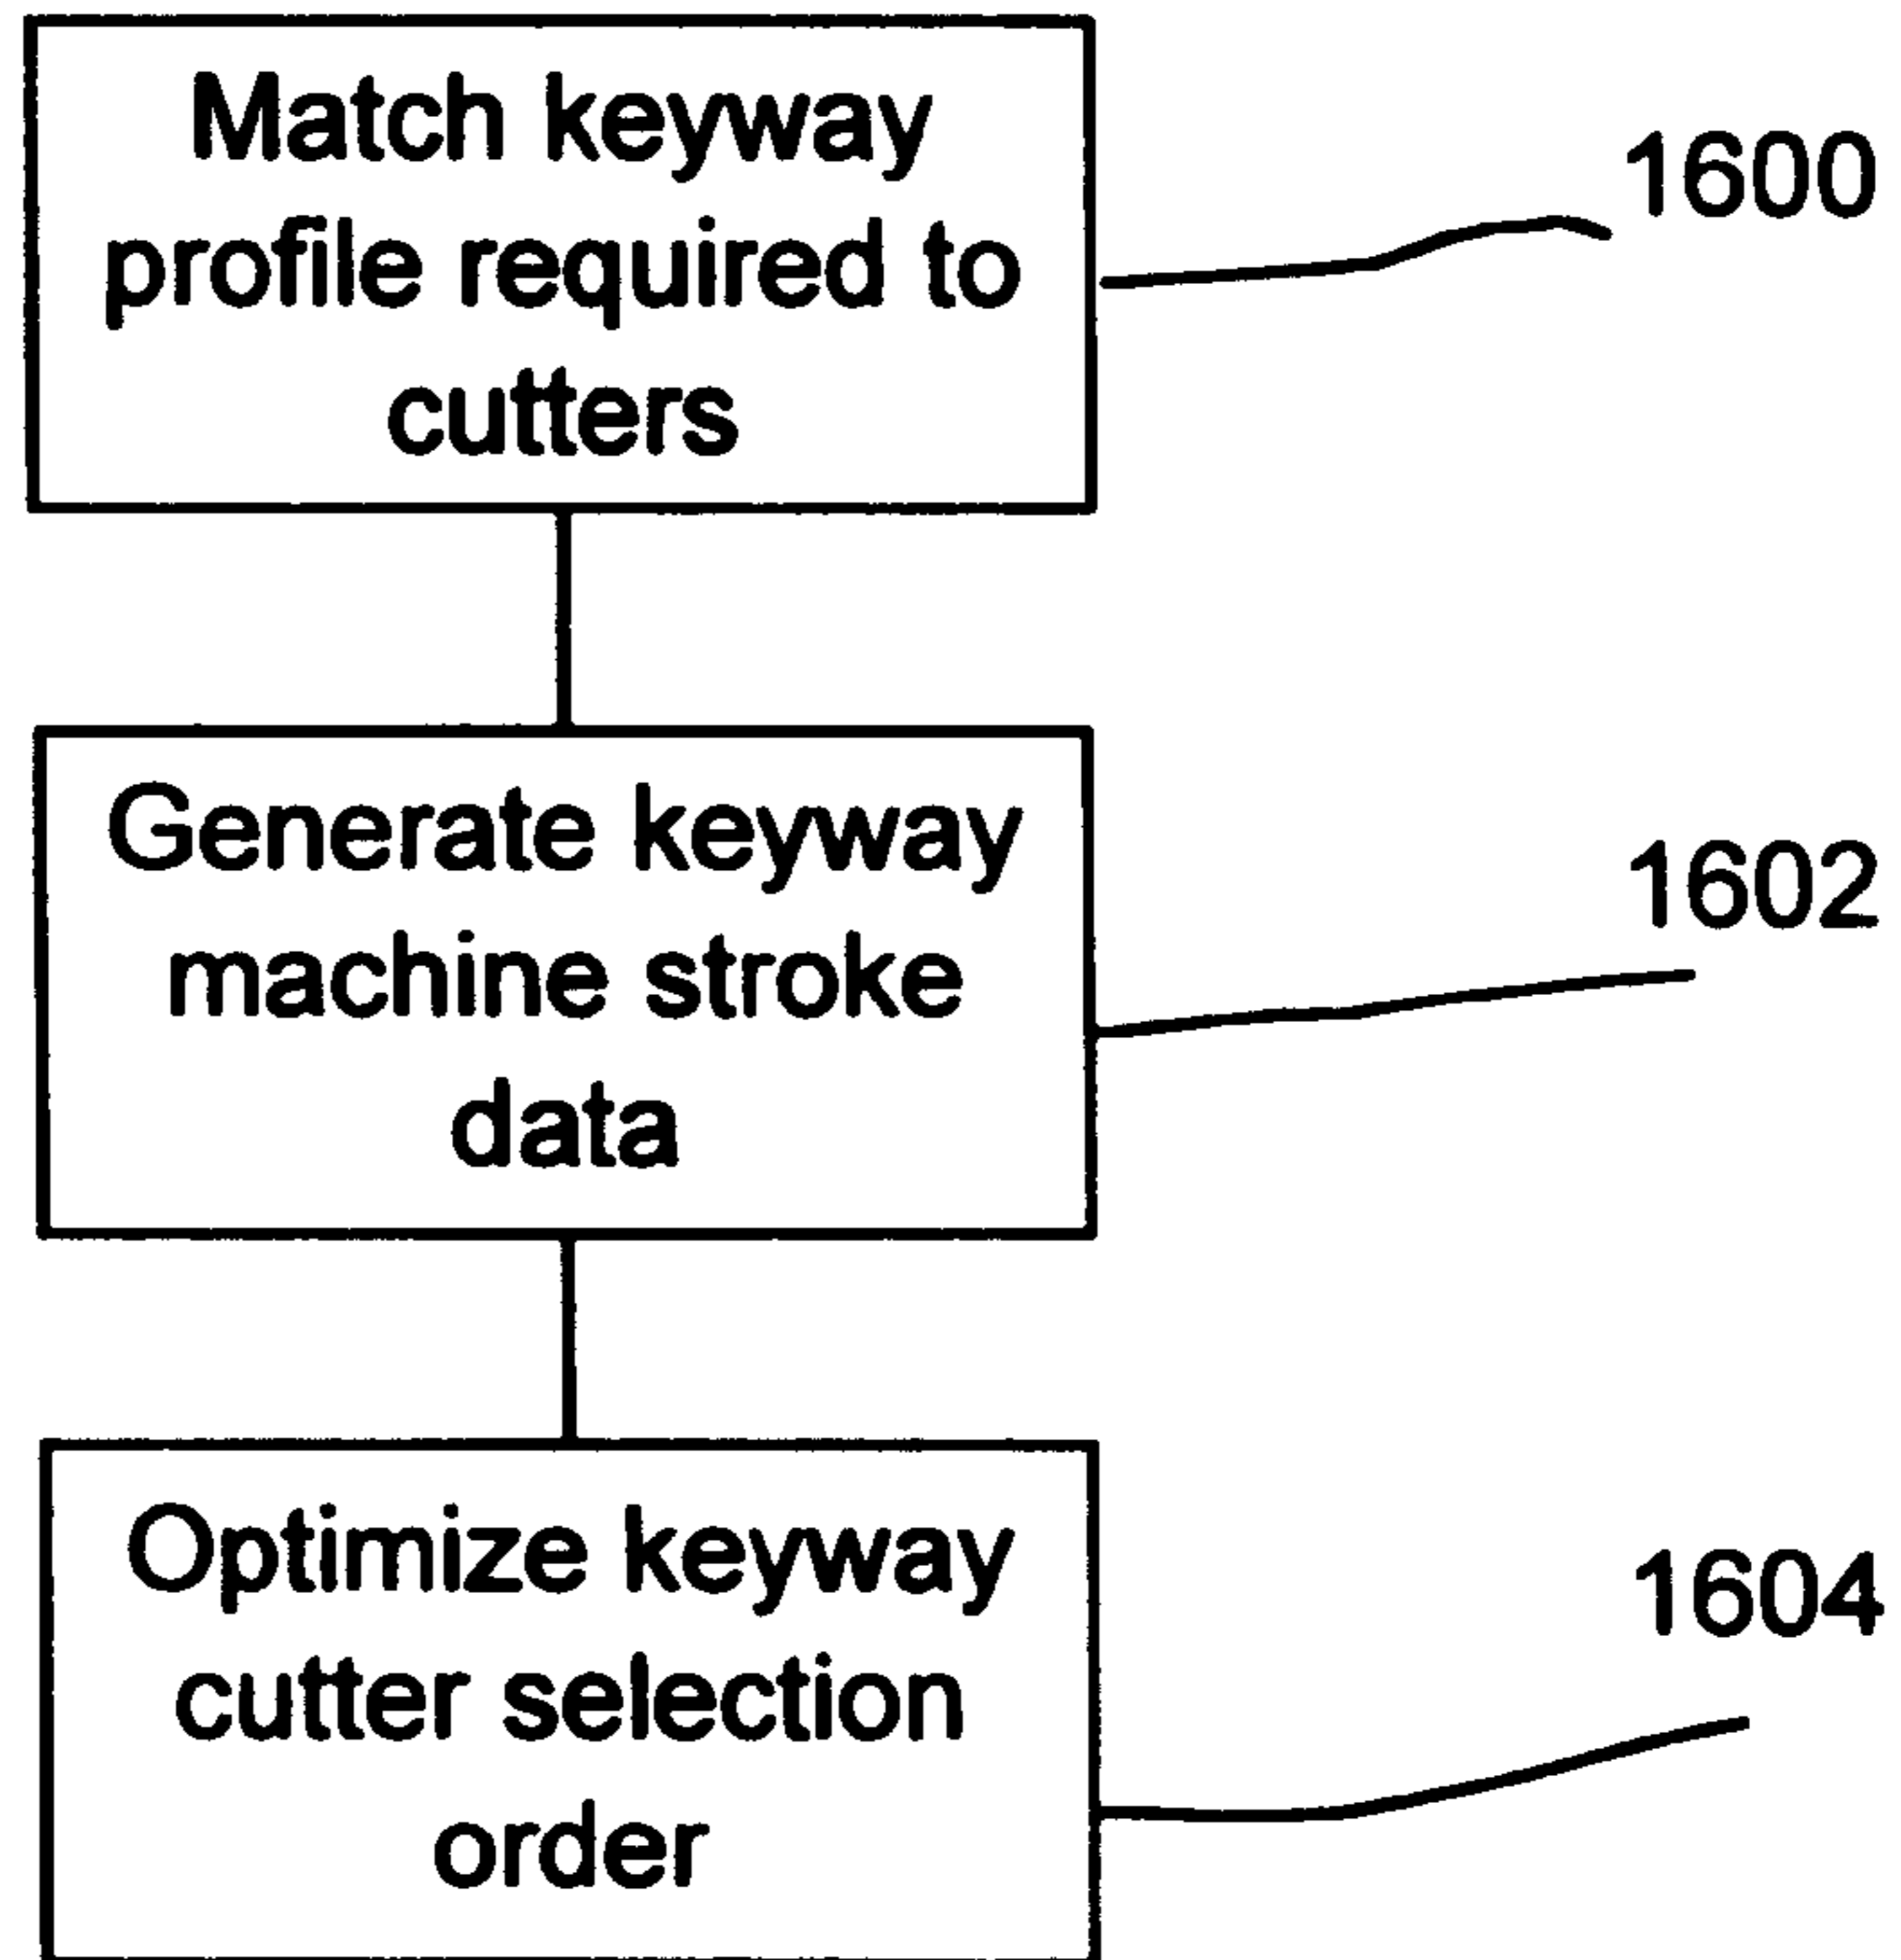 Match keyway
profile required to
cutters
1600
Generate keyway
machine stroke
data
1602
Optimize keyway
cutter selection
order
1604